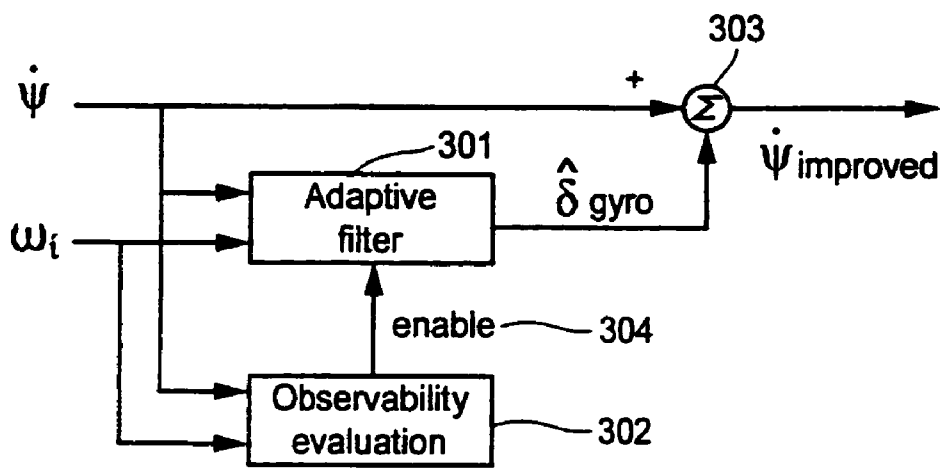 303
ψ̇
+
Σ
301
ψ̇ improved
Adaptive
filter
δ̂ gyro
ωi
enable
304
Observability
evaluation
302